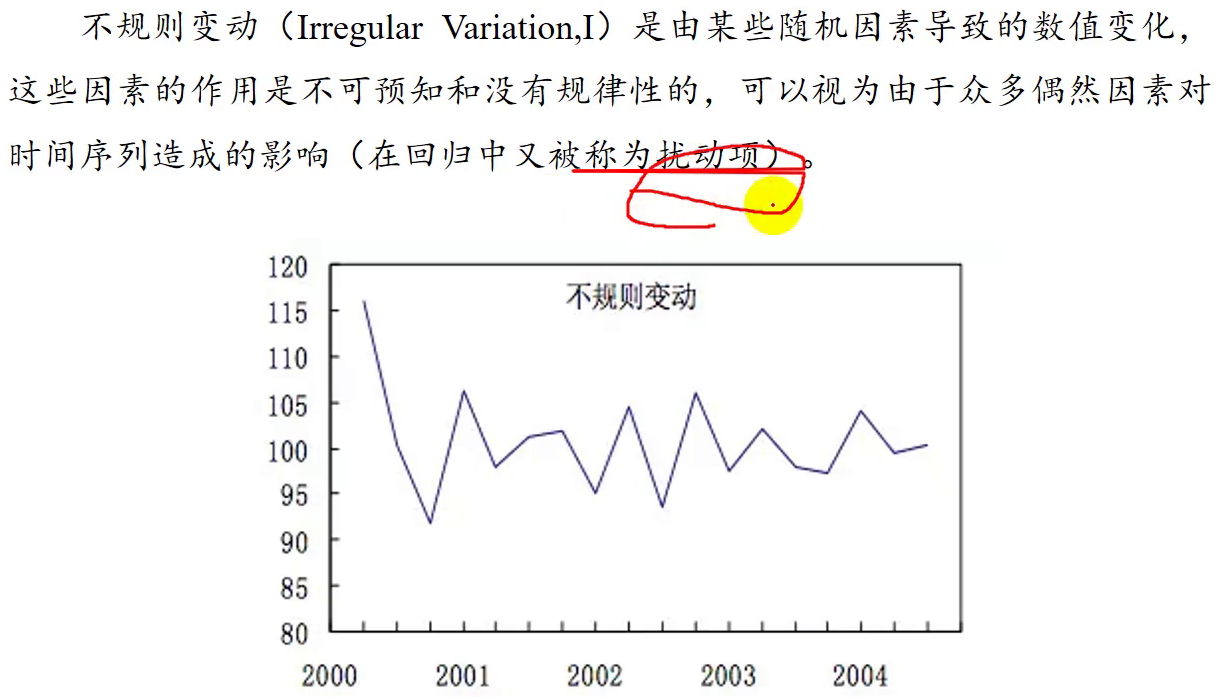 不规则变动（Irregular Variation,I）是由某些随机因素导致的数值变化，
这些因素的作用是不可预知和没有规律性的，可以视为由于众多偶然因素对
时间序列造成的影响（在回归中又被称为扰动项）。
不规则变动
120
115
110
105
100
95
90
85
80
2000 2001 2002 2003 2004